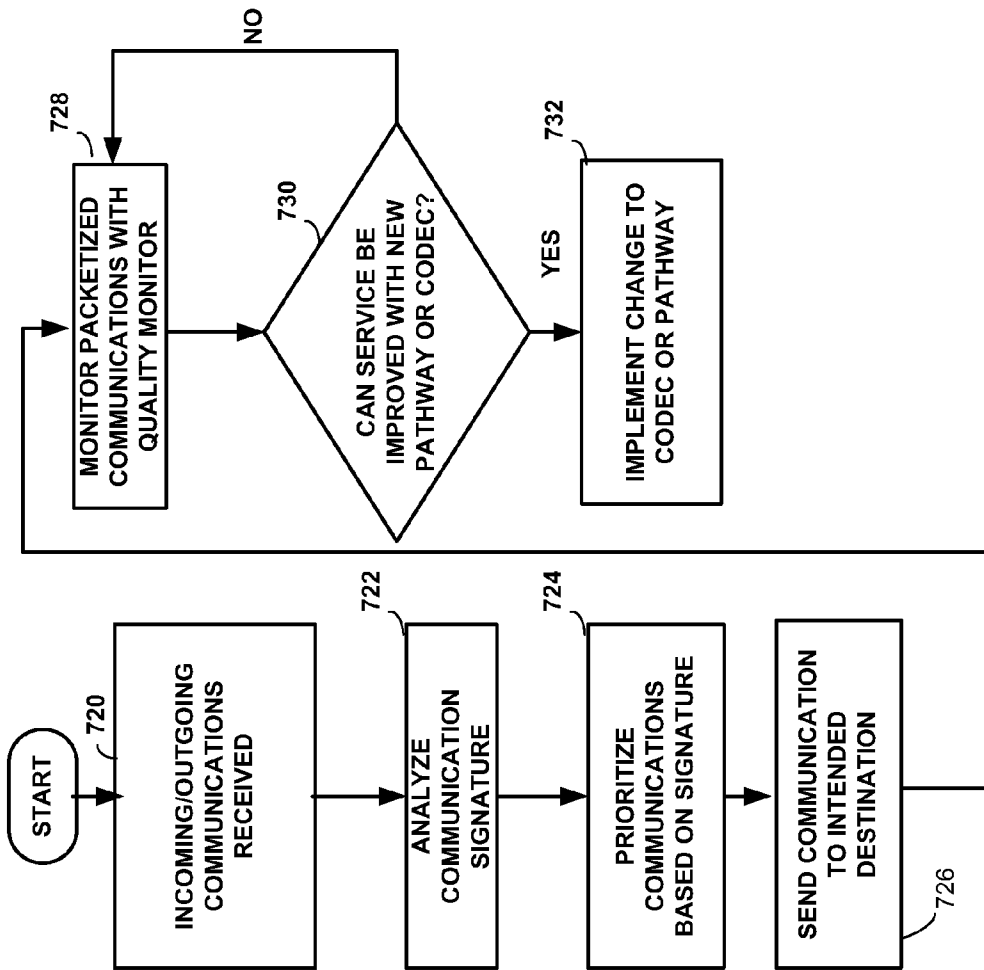 START
720
INCOMING/OUTGOING
COMMUNICATIONS
RECEIVED
722
ANALYZE
COMMUNICATION
SIGNATURE
724
PRIORITIZE
COMMUNICATIONS
BASED ON SIGNATURE
SEND COMMUNICATION
TO INTENDED
DESTINATION
726
728
MONITOR PACKETIZED
COMMUNICATIONS WITH
QUALITY MONITOR
NO
730
CAN SERVICE BE
IMPROVED WITH NEW
PATHWAY OR CODEC?
YES
732
IMPLEMENT CHANGE TO
CODEC OR PATHWAY